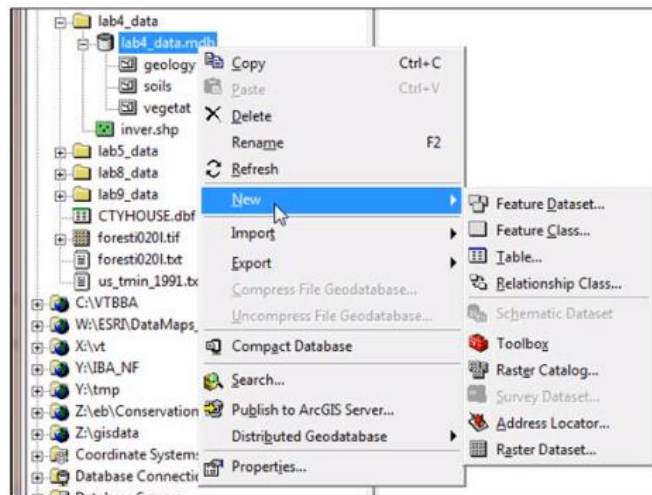 lab4_data
lab4_data.mdb
geology
soils
vegetat
inver.shp
lab5_data
lab8_data
lab9_data
CTYHOUSE.dbf
foresti020l.tif
foresti020l.txt
us_tmin_1991.tx
C:\VTBBA
W:\ESRI\DataMaps_
X:\vt
Y:\IBA_NF
Y:\tmp
Z:\eb\Conservation
Z:\gisdata
Coordinate System
Database Connectio
Copy Ctrl+C
Paste Ctrl+V
Delete
Rename F2
Refresh
New
Import
Export
Compress File Geodatabase...
Uncompress File Geodatabase...
Compact Database
Search...
Publish to ArcGIS Server...
Distributed Geodatabase
Properties...
Feature Dataset...
Feature Class...
Table...
Relationship Class...
Schematic Dataset
Toolbox
Raster Catalog...
Survey Dataset...
Address Locator...
Raster Dataset...